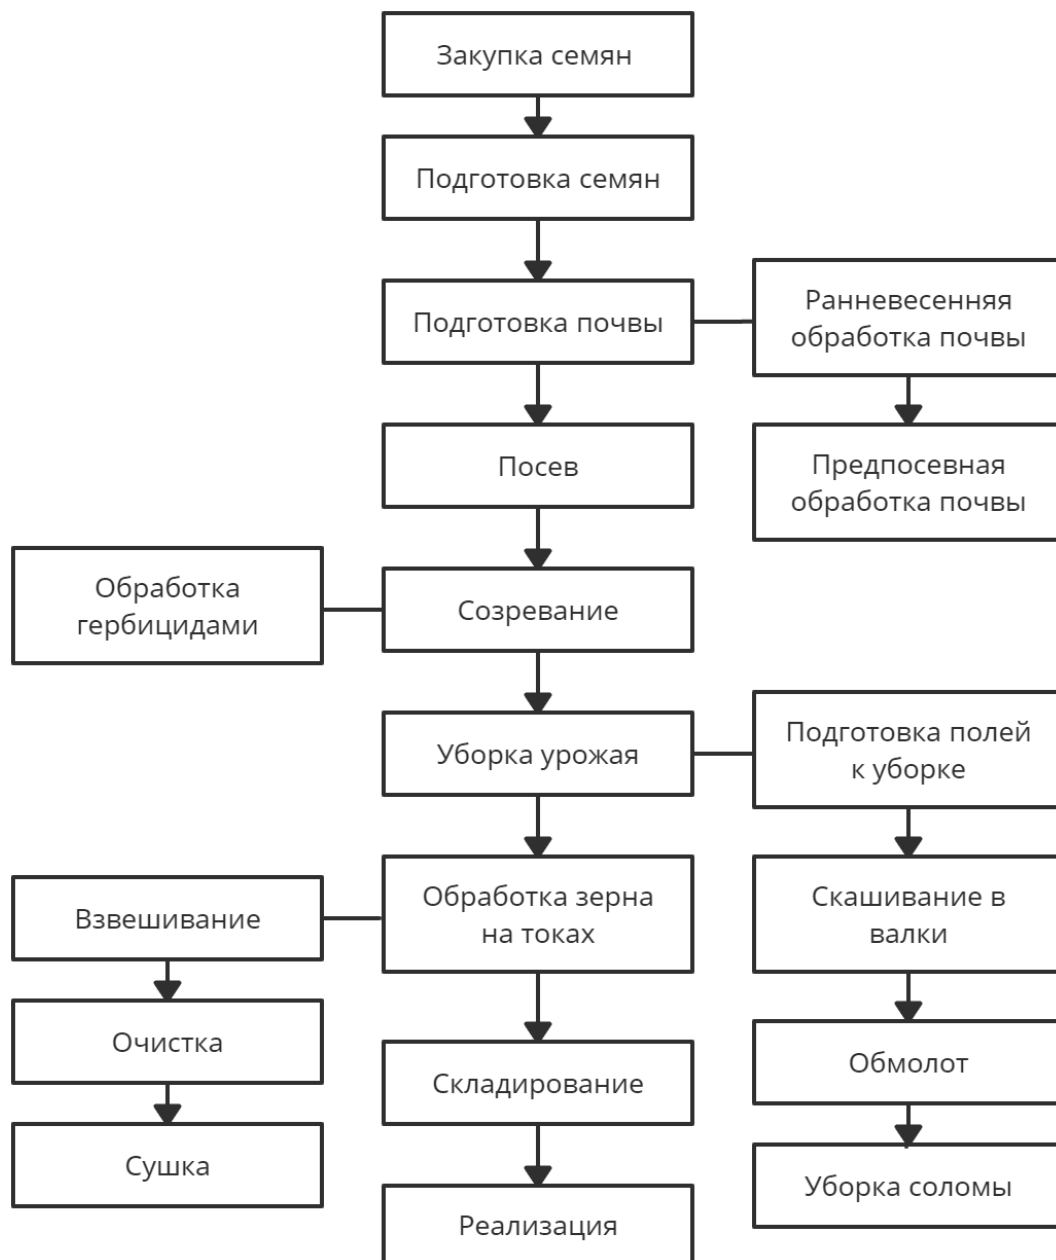 Закупка семян
Подготовка семян
Подготовка почвы
Ранневесенняя
обработка почвы
Посев
Предпосевная
обработка почвы
Обработка
гербицидами
Созревание
Уборка урожая
Подготовка полей
к уборке
Взвешивание
Обработка зерна
на токах
Скашивание в
валки
Очистка
Складирование
Обмолот
Сушка
Реализация
Уборка соломы